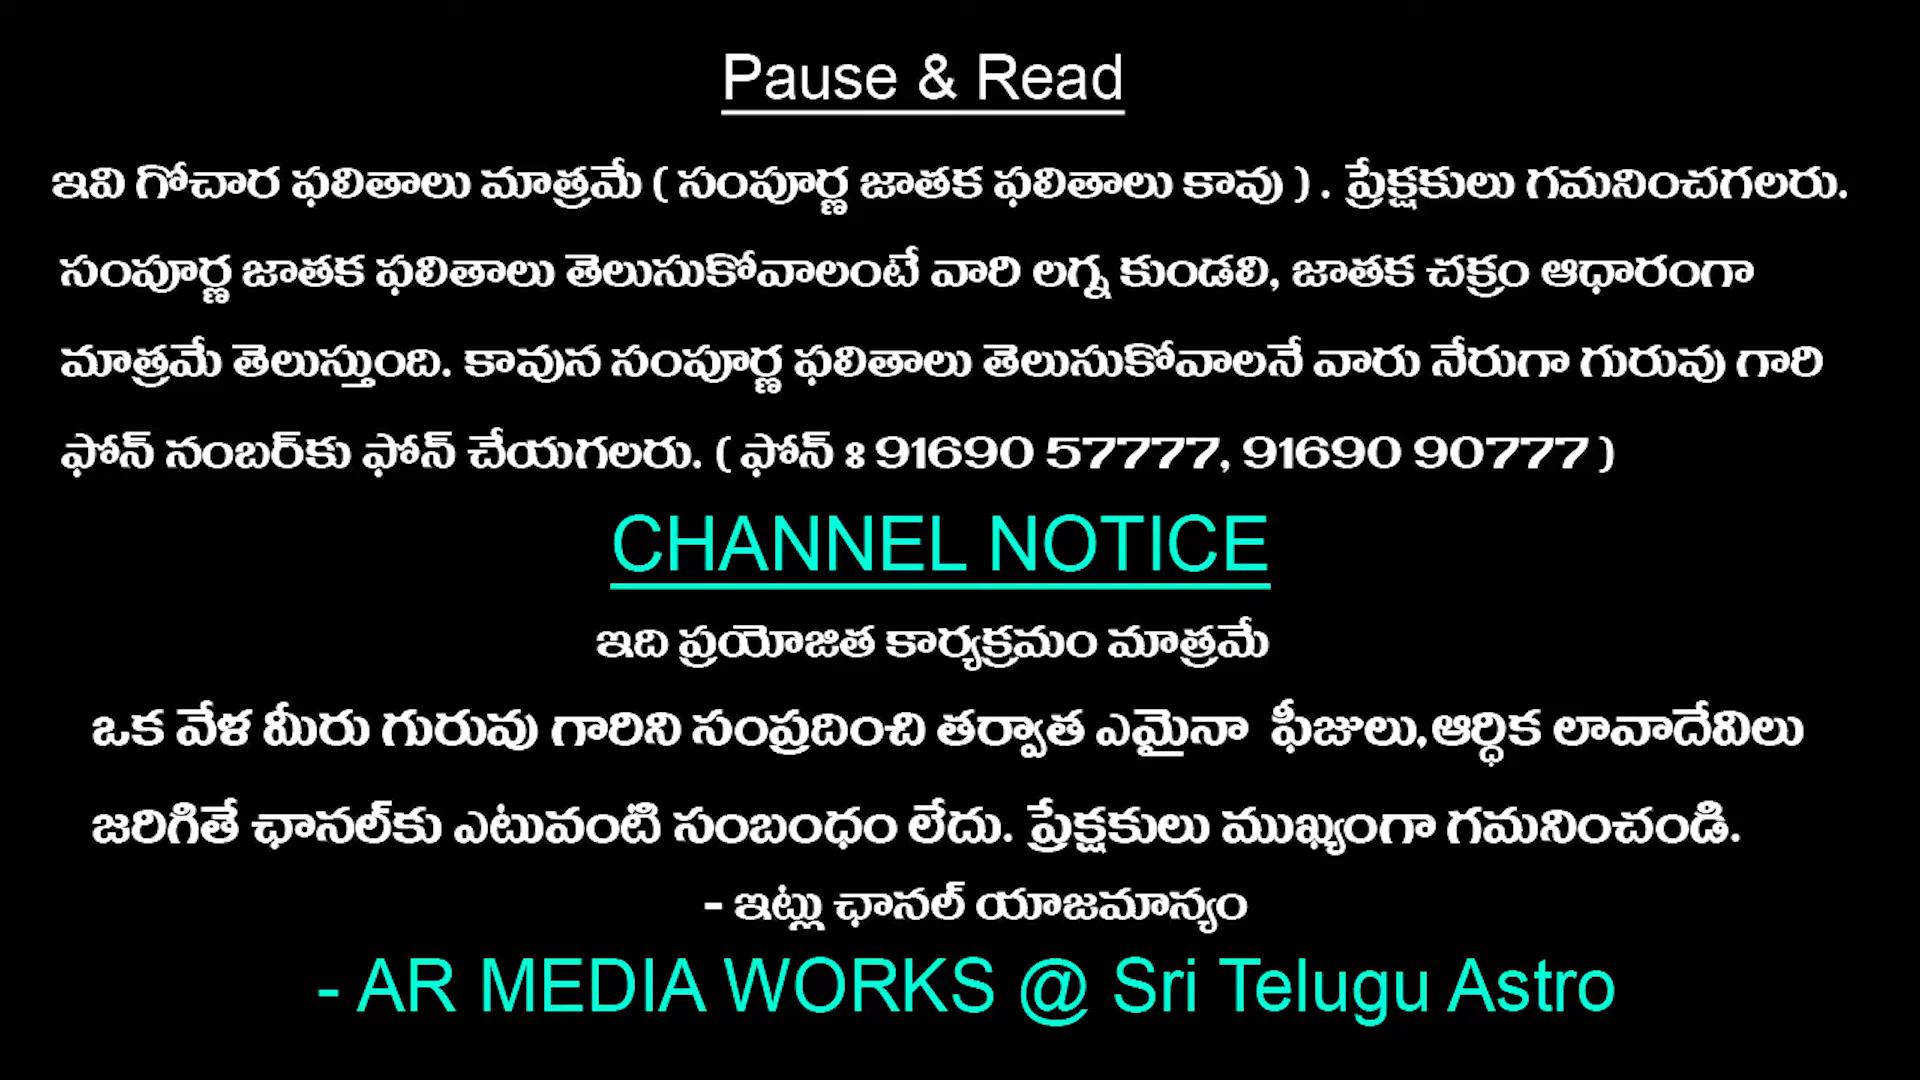 Pause & Read
ఇవి గోచార ఫలితాలు మాత్రమే ( సంపూర్ణ జాతక ఫలితాలు కావు ) . ప్రేక్షకులు గమనించగలరు.
సంపూర్ణ జాతక ఫలితాలు తెలుసుకోవాలంటే వారి లగ్న కుండలి, జాతక చక్రం ఆధారంగా
మాత్రమే తెలుస్తుంది. కావున సంపూర్ణ ఫలితాలు తెలుసుకోవాలనే వారు నేరుగా గురువు గారి
ఫోన్ నంబర్‌కు ఫోన్ చేయగలరు. ( ఫోన్ ః 91690 57777, 91690 90777 )
CHANNEL NOTICE
ఇది ప్రయోజిత కార్యక్రమం మాత్రమే
ఒక వేళ మీరు గురువు గారిని సంప్రదించి తర్వాత ఎమైనా ఫీజులు,ఆర్ధిక లావాదేవిలు
జరిగితే ఛానల్‌కు ఎటువంటి సంబంధం లేదు. ప్రేక్షకులు ముఖ్యంగా గమనించండి.
- ఇట్లు ఛానల్ యాజమాన్యం
- AR MEDIA WORKS @ Sri Telugu Astro